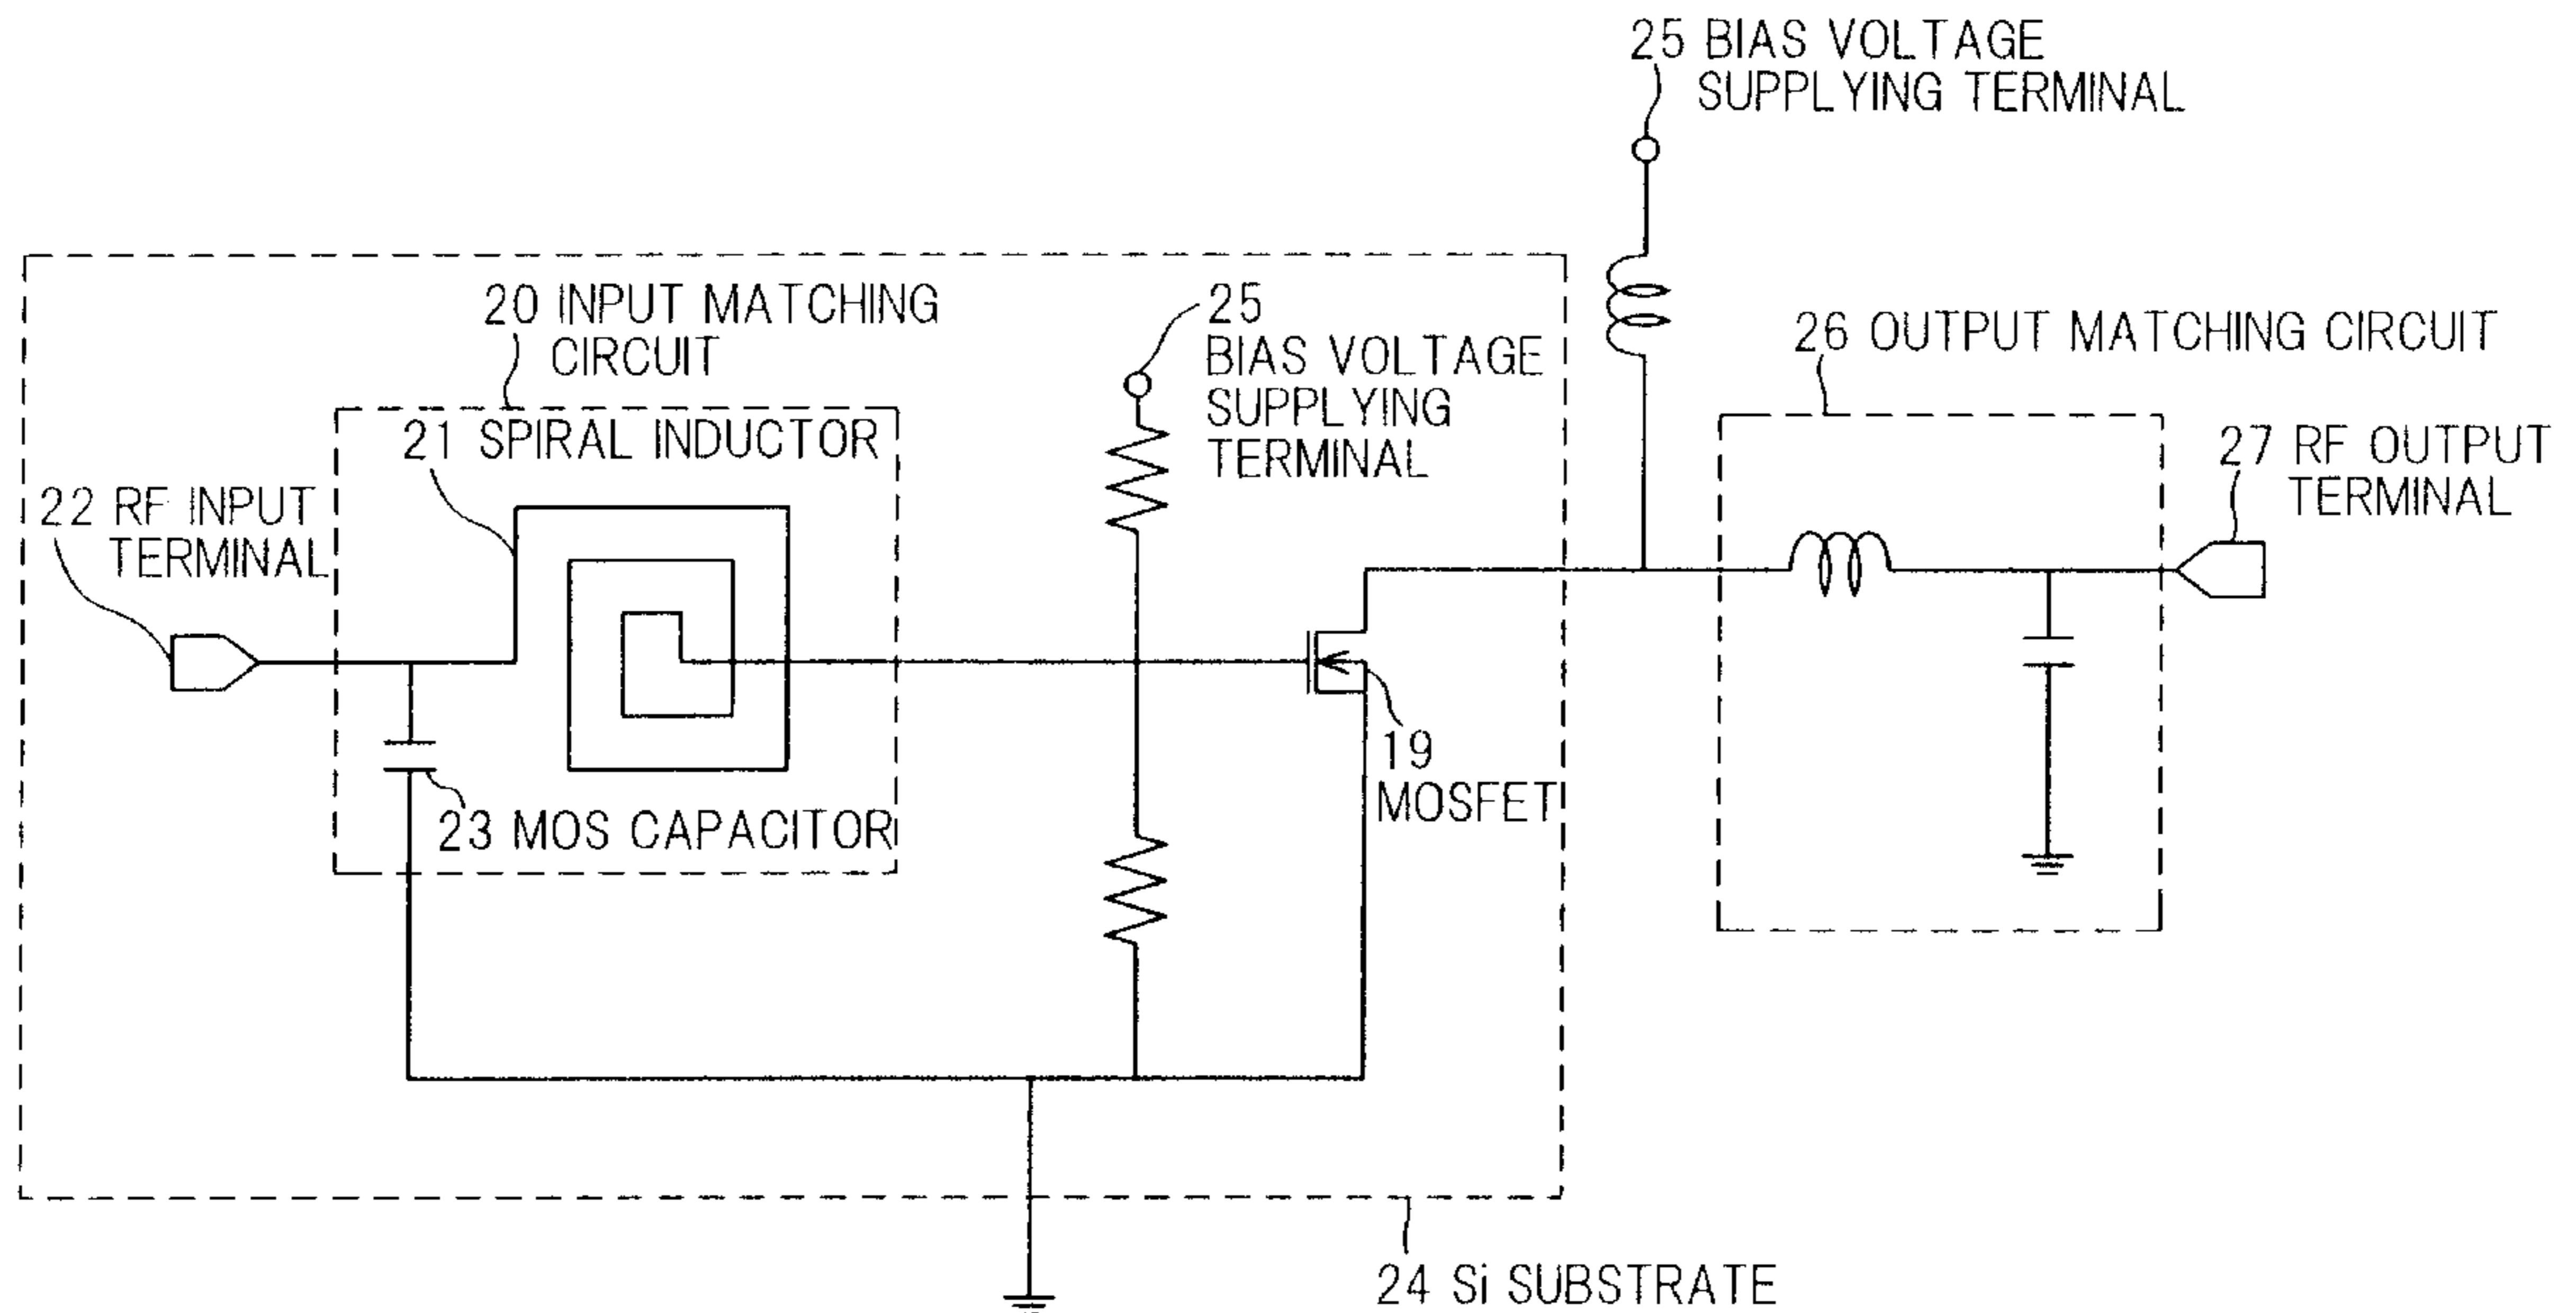 25 BIAS VOLTAGE
SUPPLYING TERMINAL
20 INPUT MATCHING
CIRCUIT
25
BIAS VOLTAGE
SUPPLYING
TERMINAL
26 OUTPUT MATCHING CIRCUIT
21 SPIRAL INDUCTOR
27 RF OUTPUT
TERMINAL
22 RF INPUT
TERMINAL
19
MOSFET
23 MOS CAPACITOR
24 Si SUBSTRATE